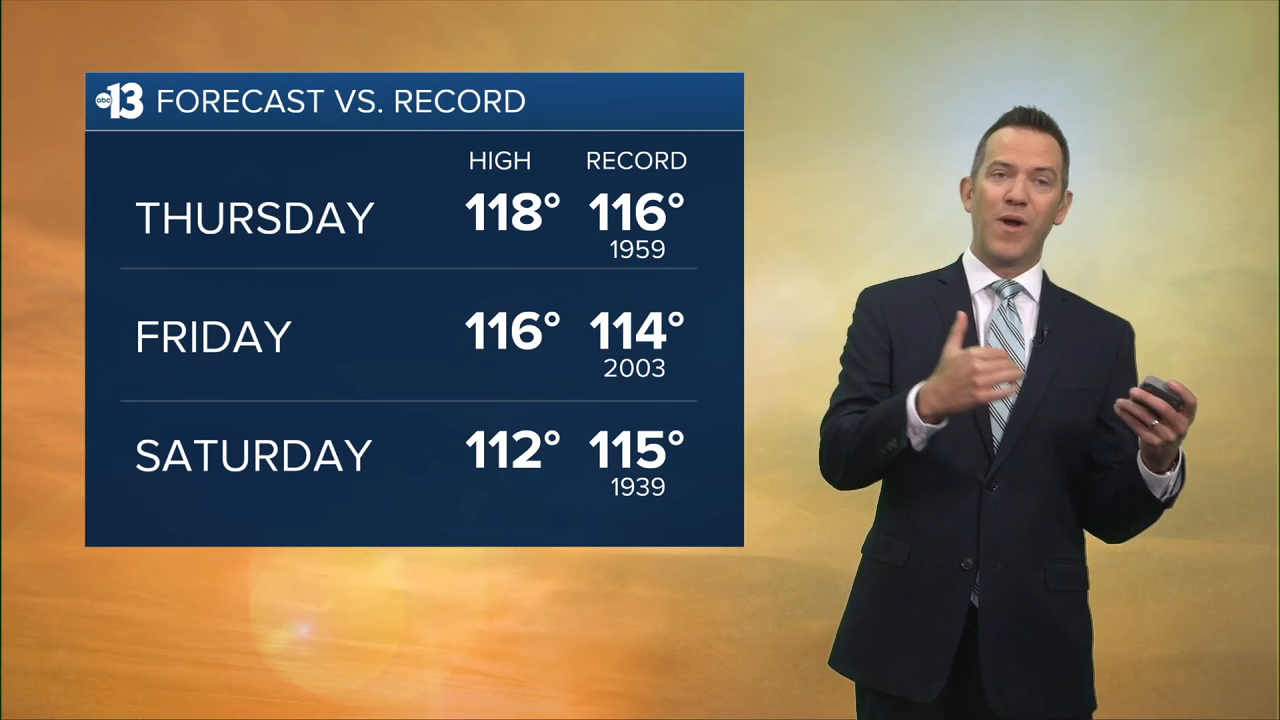 abc 13 FORECAST VS. RECORD
HIGH RECORD
THURSDAY 118° 116°
1959
FRIDAY 116° 114°
2003
SATURDAY 112° 115°
1939